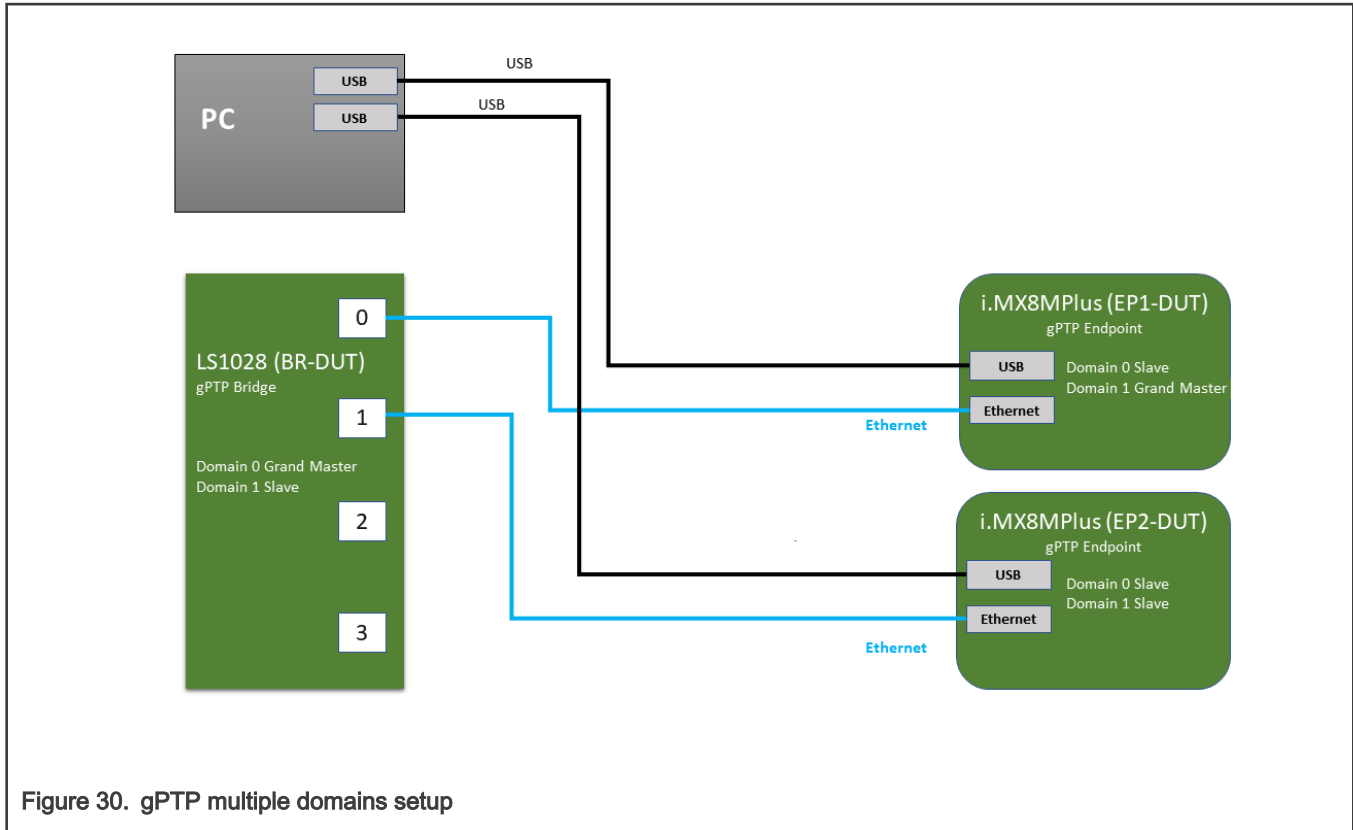 USB
USB
PC
USB
USB
LS1028 (BR-DUT)
gPTP Bridge
Domain 0 Grand Master
Domain 1 Slave
0
1
2
3
i.MX8MPlus (EP1-DUT)
gPTP Endpoint
USB
Domain 0 Slave
Domain 1 Grand Master
Ethernet
Ethernet
i.MX8MPlus (EP2-DUT)
gPTP Endpoint
USB
Domain 0 Slave
Domain 1 Slave
Ethernet
Ethernet
Figure 30. gPTP multiple domains setup